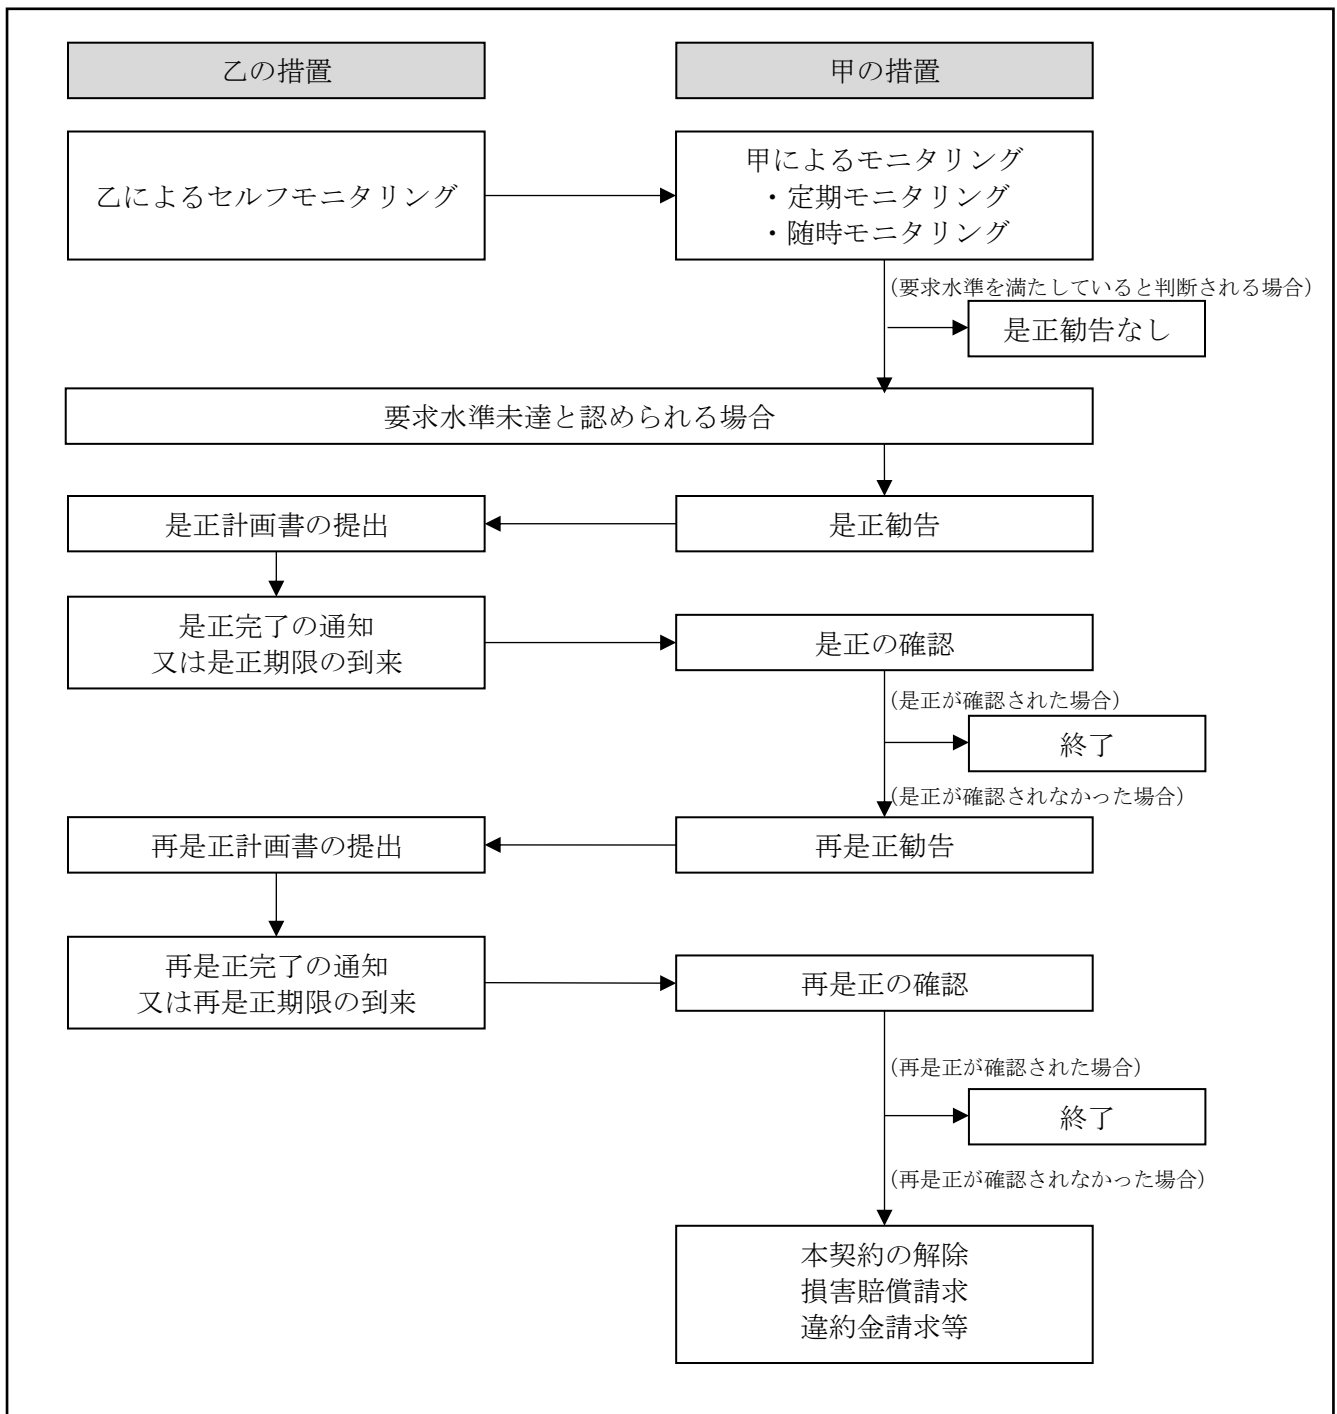 乙の措置
甲の措置
乙によるセルフモニタリング
甲によるモニタリング
・定期モニタリング
・随時モニタリング
(要求水準を満たしていると判断される場合)
是正勧告なし
要求水準未達と認められる場合
是正計画書の提出
是正勧告
是正完了の通知
又は是正期限の到来
是正の確認
(是正が確認された場合)
終了
(是正が確認されなかった場合)
再是正計画書の提出
再是正勧告
再是正完了の通知
又は再是正期限の到来
再是正の確認
(再是正が確認された場合)
終了
(再是正が確認されなかった場合)
本契約の解除
損害賠償請求
違約金請求等